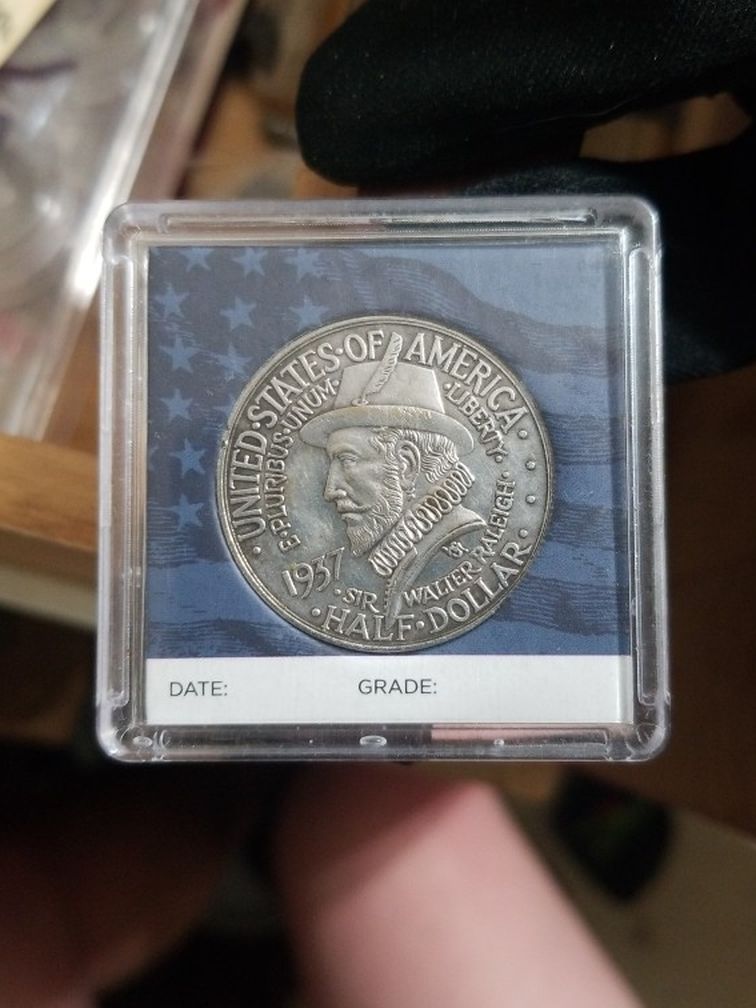 UNITED·STATES·OF AMERICA
E·PLURIBUS·UNUM·
·LIBERTY·
1937
·SIR WALTER RALEIGH·
·HALF·DOLLAR·
DATE:
GRADE: